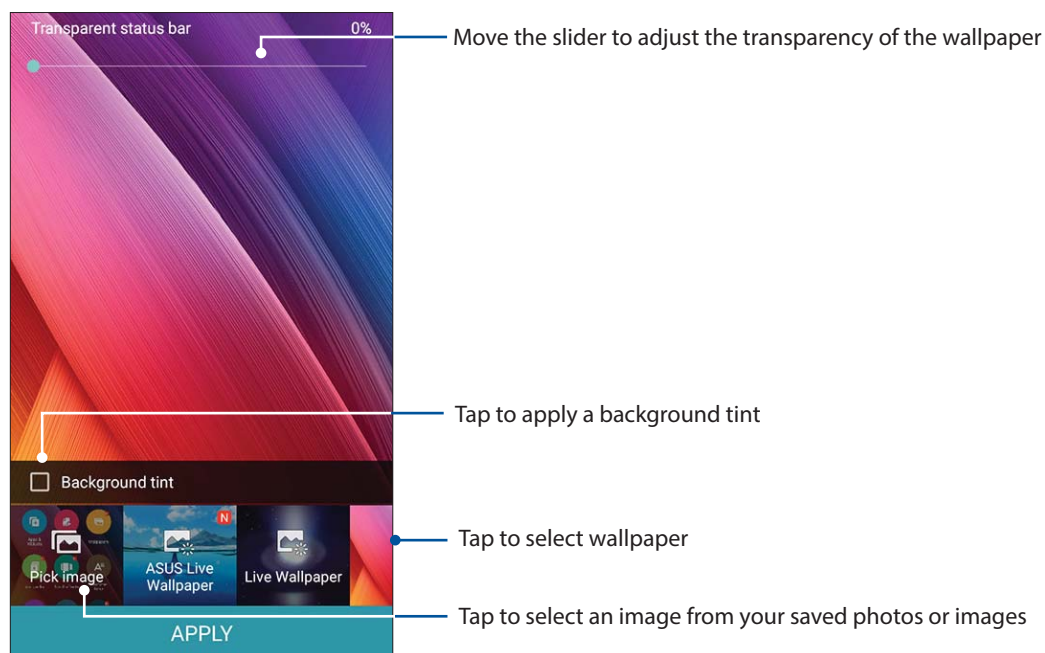 Transparent status bar 0%
Move the slider to adjust the transparency of the wallpaper
Tap to apply a background tint
Background tint
Tap to select wallpaper
N
Pick image
ASUS Live
Wallpaper
Live Wallpaper
Tap to select an image from your saved photos or images
APPLY